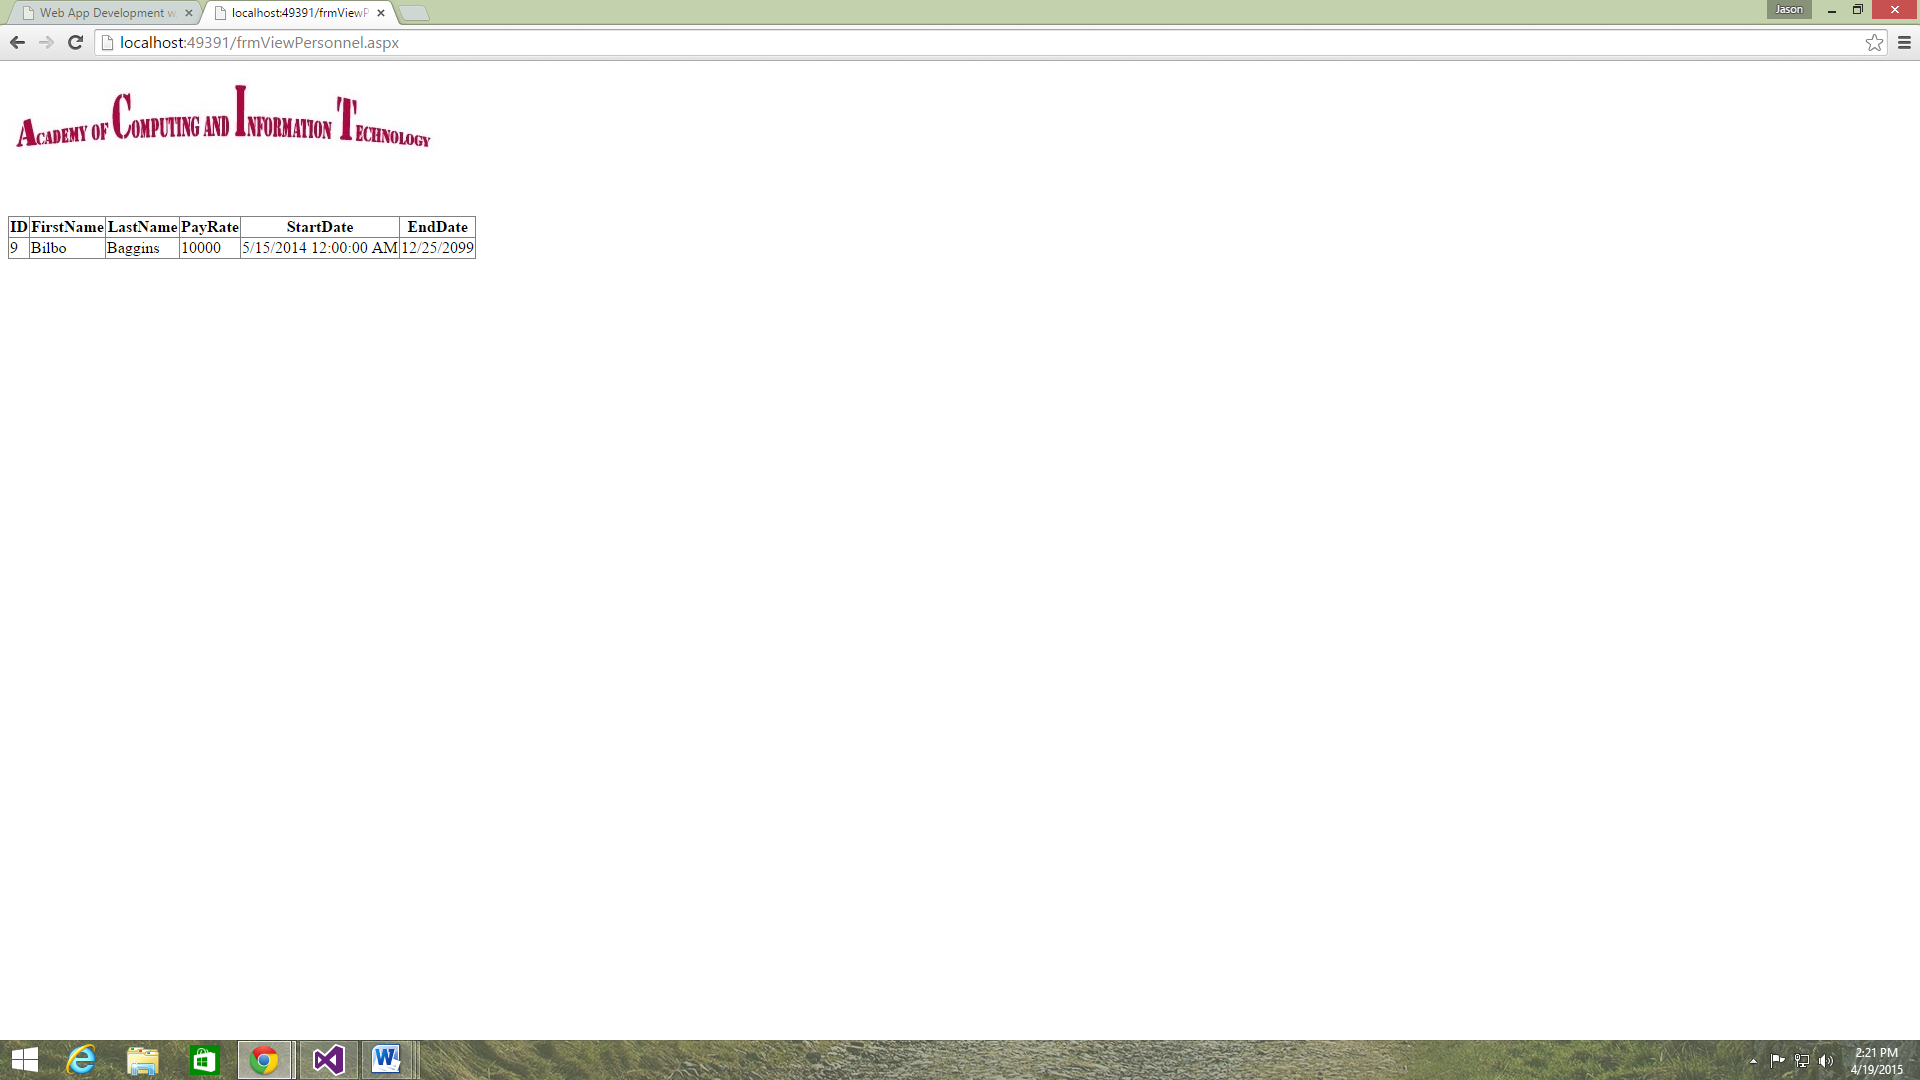 Web App Development w
localhost:49391/frmViewP
Jason
localhost:49391/frmViewPersonnel.aspx
ACADEMY OF COMPUTING AND INFORMATION TECHNOLOGY
ID FirstName LastName PayRate StartDate EndDate
9 Bilbo Baggins 10000 5/15/2014 12:00:00 AM 12/25/2099
2:21 PM
4/19/2015